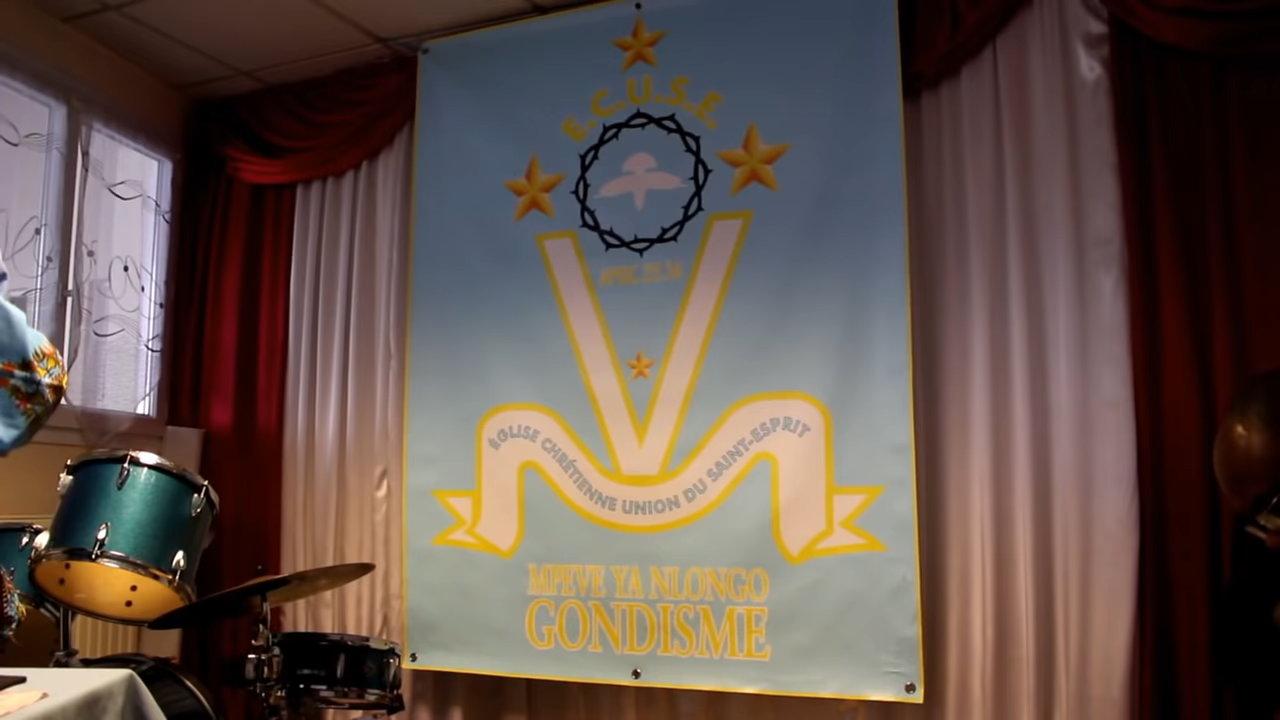 E.C.U.S.E
ÉGLISE CHRÉTIENNE UNION DU SAINT-ESPRIT
MPEVE YA NLONGO
GONDISME